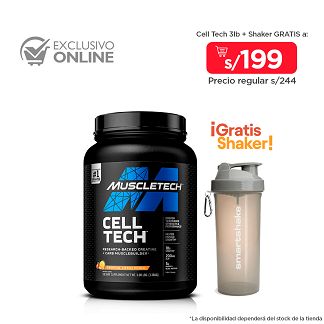 EXCLUSIVO
ONLINE
Cell Tech 3lb + Shaker GRATIS a:
S/199
Precio regular s/244
¡Gratis
Shaker!
MUSCLETECH
CELL
TECH
RESEARCH-BACKED CREATINE
+ CARB MUSCLEBUILDER
smartshake
*La disponibilidad dependerá del stock de la tienda